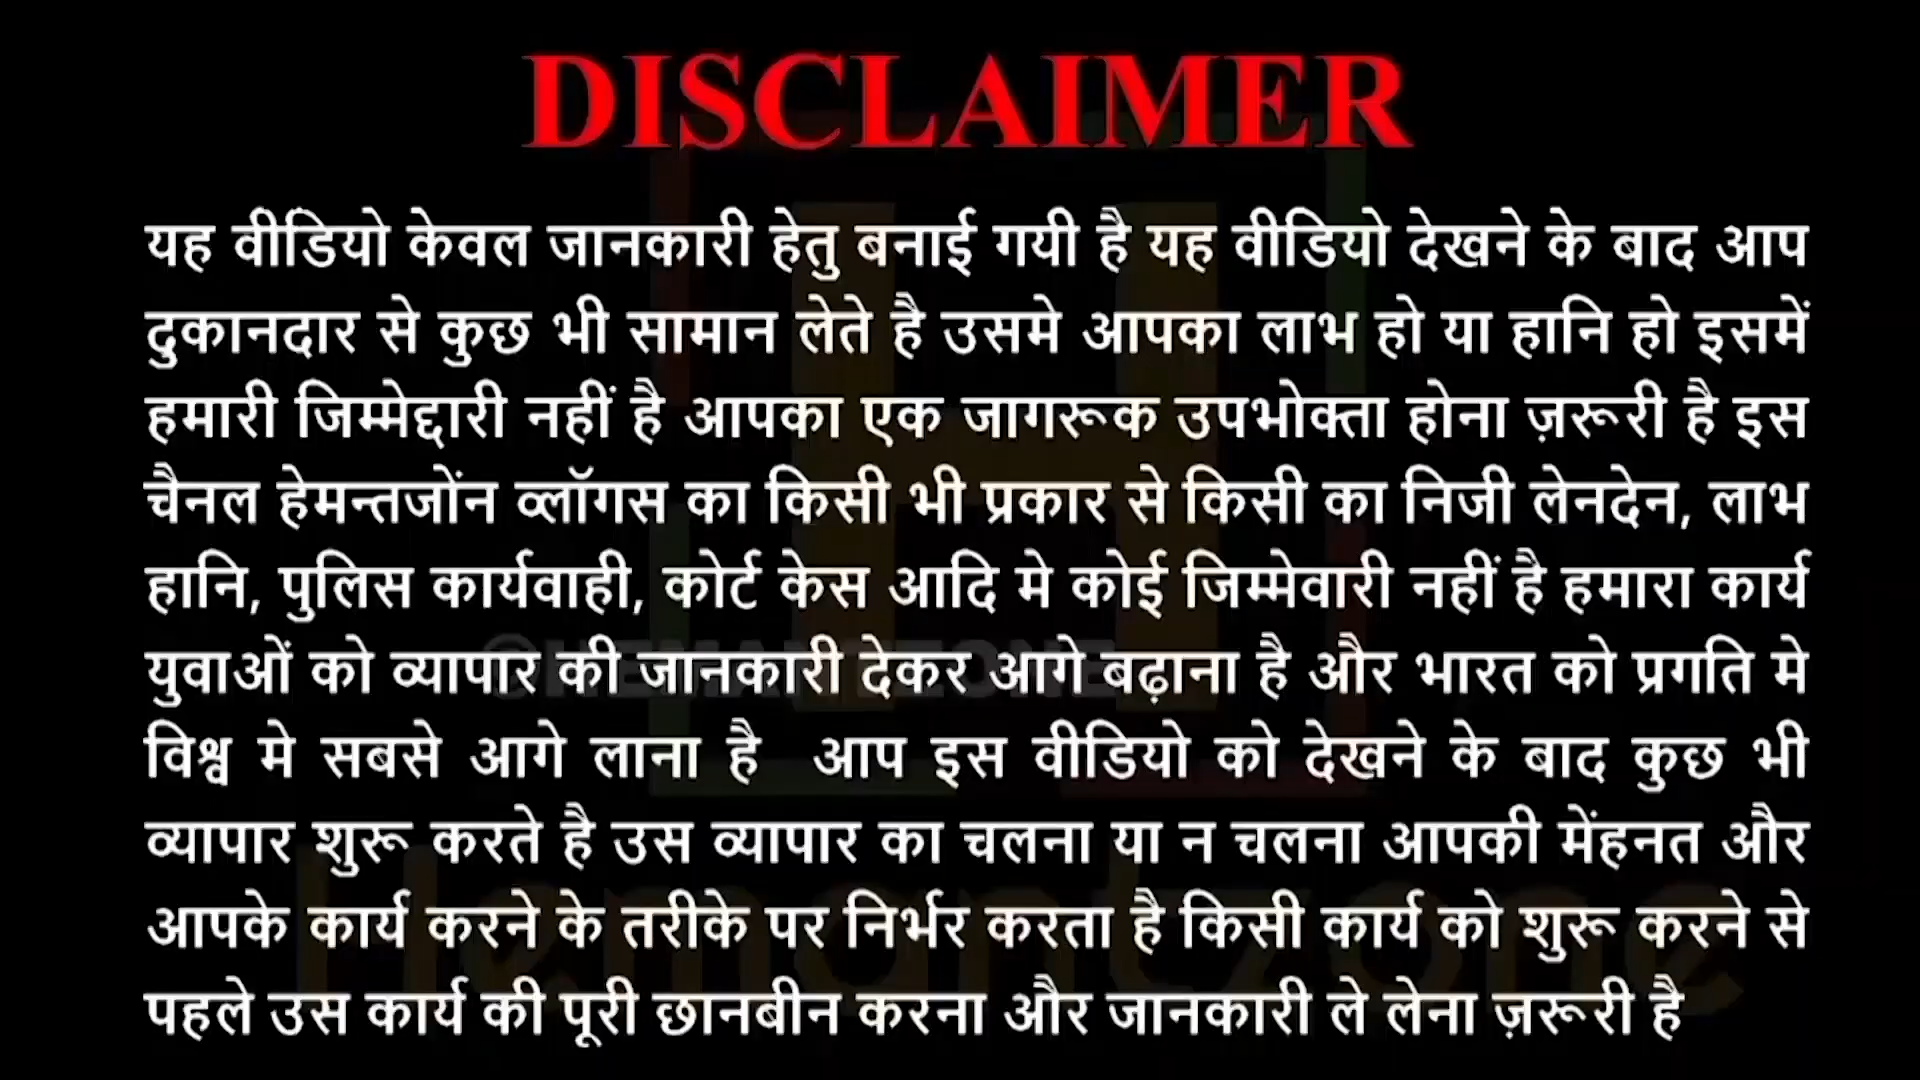 DISCLAIMER
यह वीडियो केवल जानकारी हेतु बनाई गयी है यह वीडियो देखने के बाद आप
दुकानदार से कुछ भी सामान लेते है उसमे आपका लाभ हो या हानि हो इसमें
हमारी जिम्मेद्दारी नहीं है आपका एक जागरूक उपभोक्ता होना ज़रूरी है इस
चैनल हेमन्तजोंन व्लॉगस का किसी भी प्रकार से किसी का निजी लेनदेन, लाभ
हानि, पुलिस कार्यवाही, कोर्ट केस आदि मे कोई जिम्मेवारी नहीं है हमारा कार्य
युवाओं को व्यापार की जानकारी देकर आगे बढ़ाना है और भारत को प्रगति मे
@HEMANTZONE
विश्व मे सबसे आगे लाना है आप इस वीडियो को देखने के बाद कुछ भी
व्यापार शुरू करते है उस व्यापार का चलना या न चलना आपकी मेंहनत और
आपके कार्य करने के तरीके पर निर्भर करता है किसी कार्य को शुरू करने से
Hemantzone
पहले उस कार्य की पूरी छानबीन करना और जानकारी ले लेना ज़रूरी है